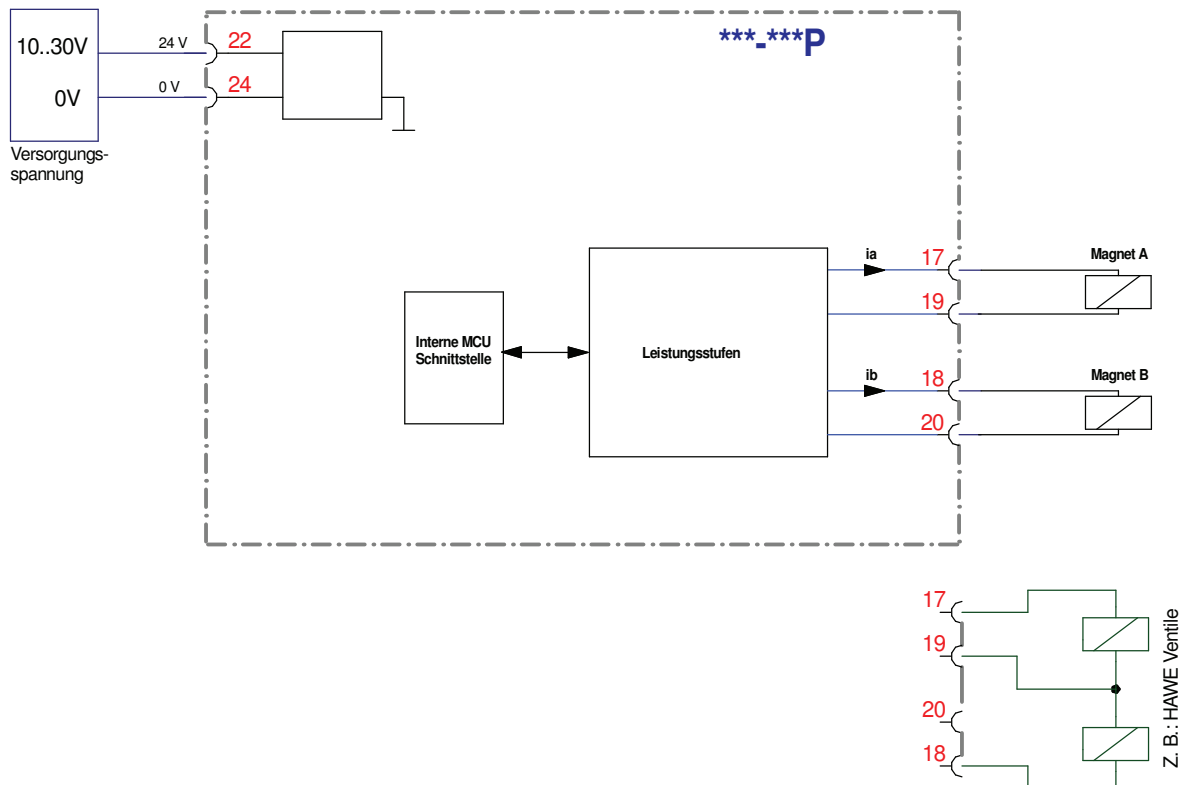 10..30V
24 V
22
***-***P
0V
0 V
24
Versorgungs-
spannung
ia
17
Magnet A
19
Interne MCU
Schnittstelle
Leistungsstufen
ib
18
Magnet B
20
17
19
20
18
Z. B.: HAWE Ventile